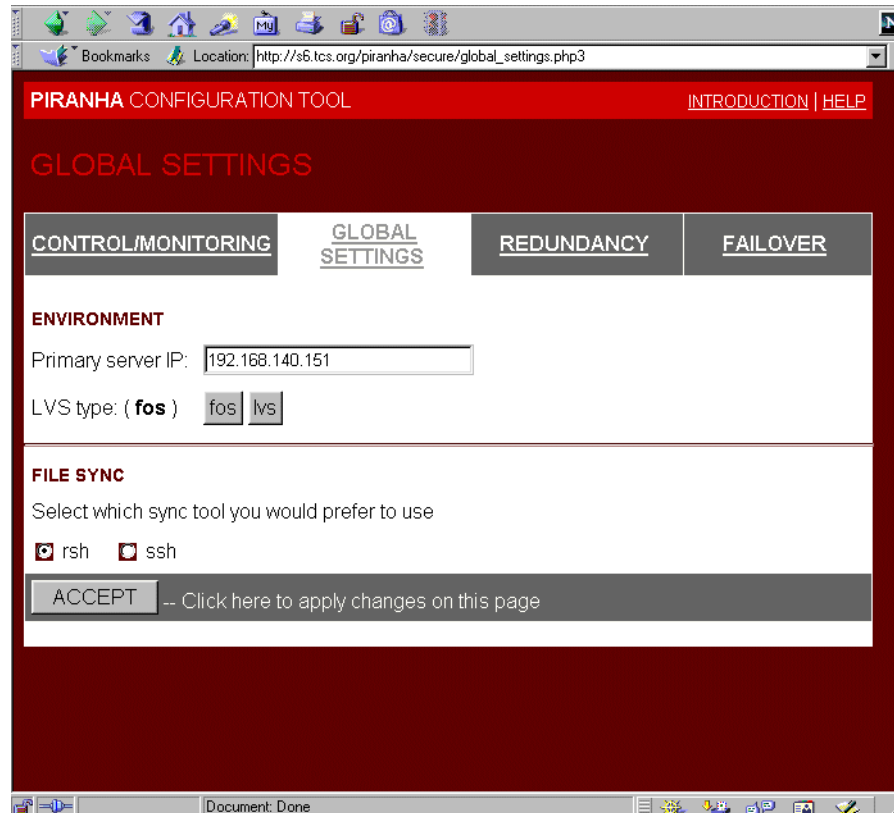 My
N
Bookmarks Location: http://s6.tcs.org/piranha/secure/global_settings.php3
PIRANHA CONFIGURATION TOOL INTRODUCTION | HELP
GLOBAL SETTINGS
CONTROL/MONITORING GLOBAL SETTINGS REDUNDANCY FAILOVER
ENVIRONMENT
Primary server IP: 192.168.140.151
LVS type: ( fos ) fos lvs
FILE SYNC
Select which sync tool you would prefer to use
rsh ssh
ACCEPT -- Click here to apply changes on this page
Document: Done